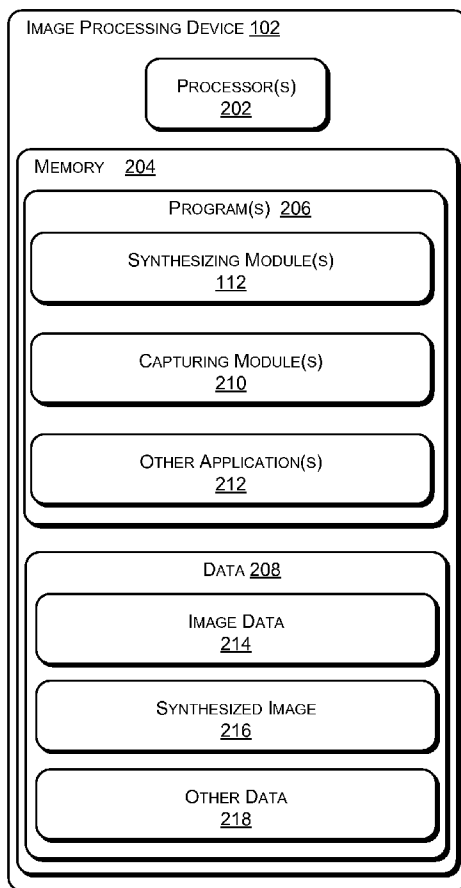 IMAGE PROCESSING DEVICE 102
PROCESSOR(S)
202
MEMORY 204
PROGRAM(S) 206
SYNTHESIZING MODULE(S)
112
CAPTURING MODULE(S)
210
OTHER APPLICATION(S)
212
DATA 208
IMAGE DATA
214
SYNTHESIZED IMAGE
216
OTHER DATA
218